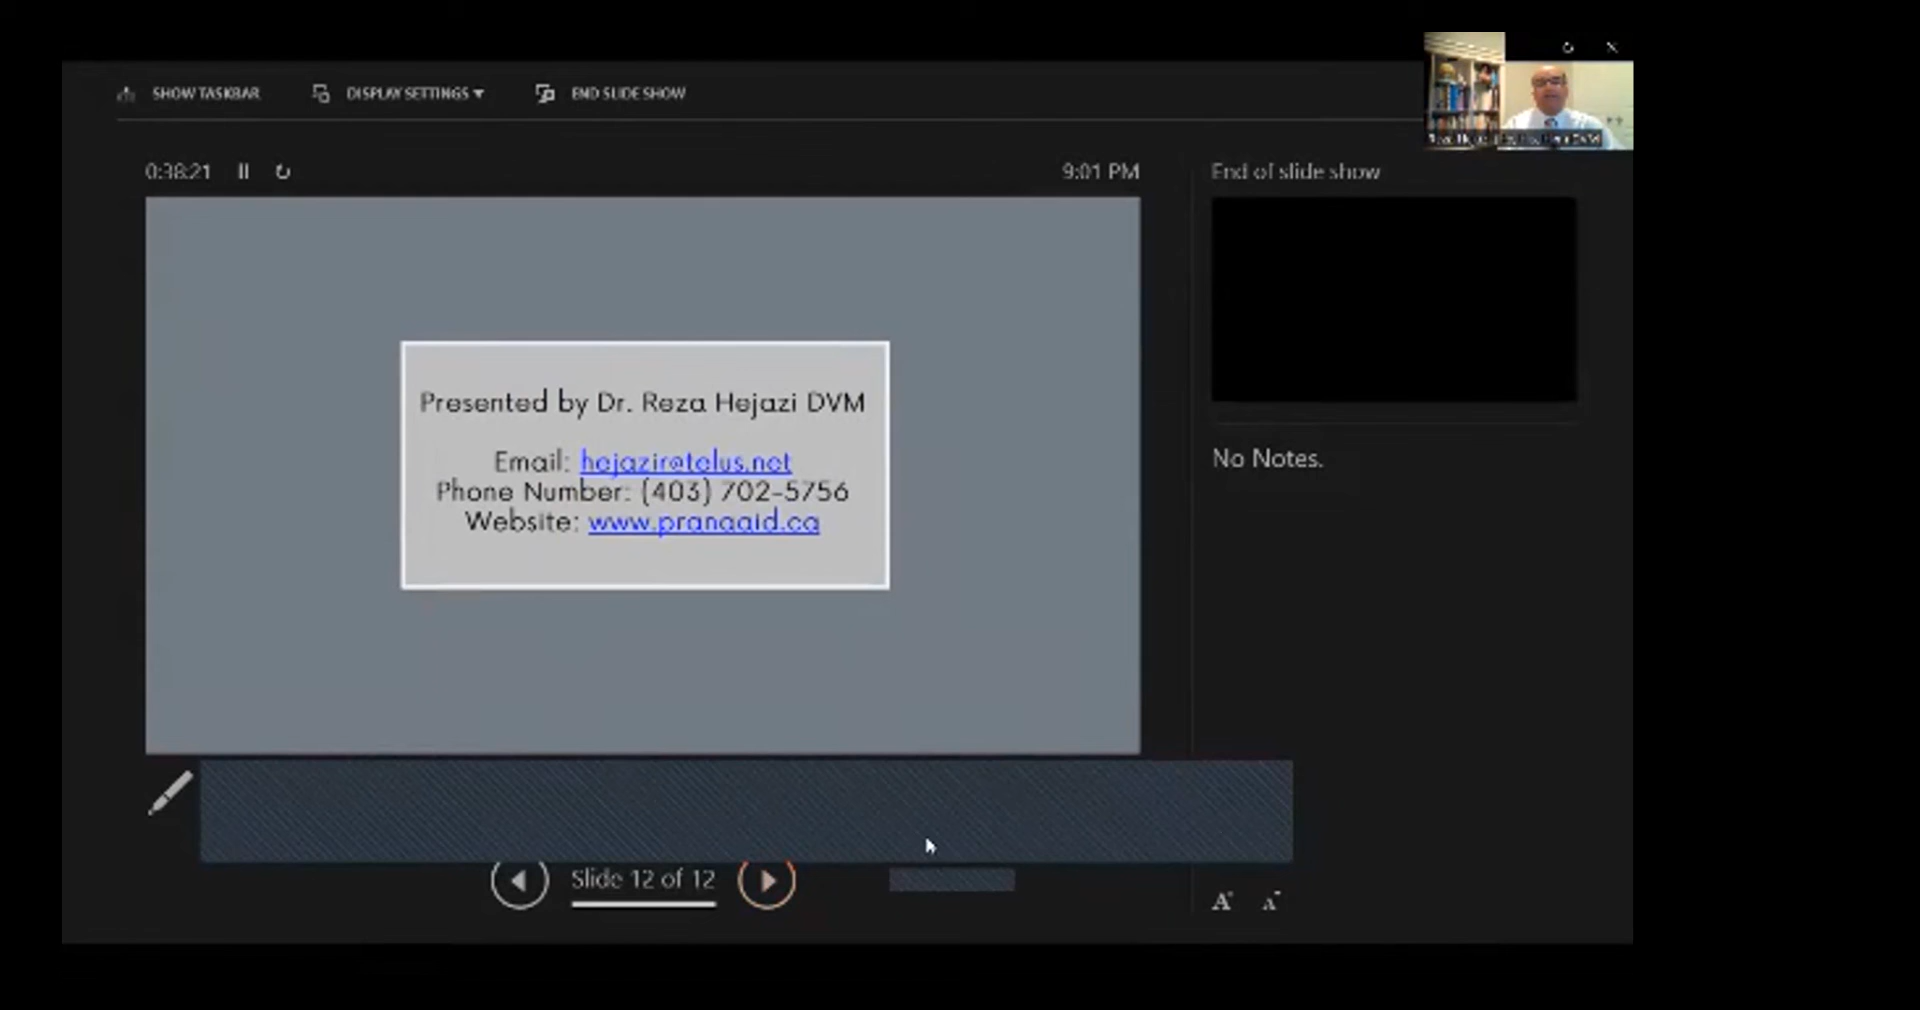 SHOW TASKBAR
DISPLAY SETTINGS
END SLIDE SHOW
0:38:21
9:01 PM
End of slide show
Presented by Dr. Reza Hejazi DVM
Email: hejazir@telus.net
Phone Number: (403) 702-5756
Website: www.pranaaid.ca
No Notes.
Slide 12 of 12
A A